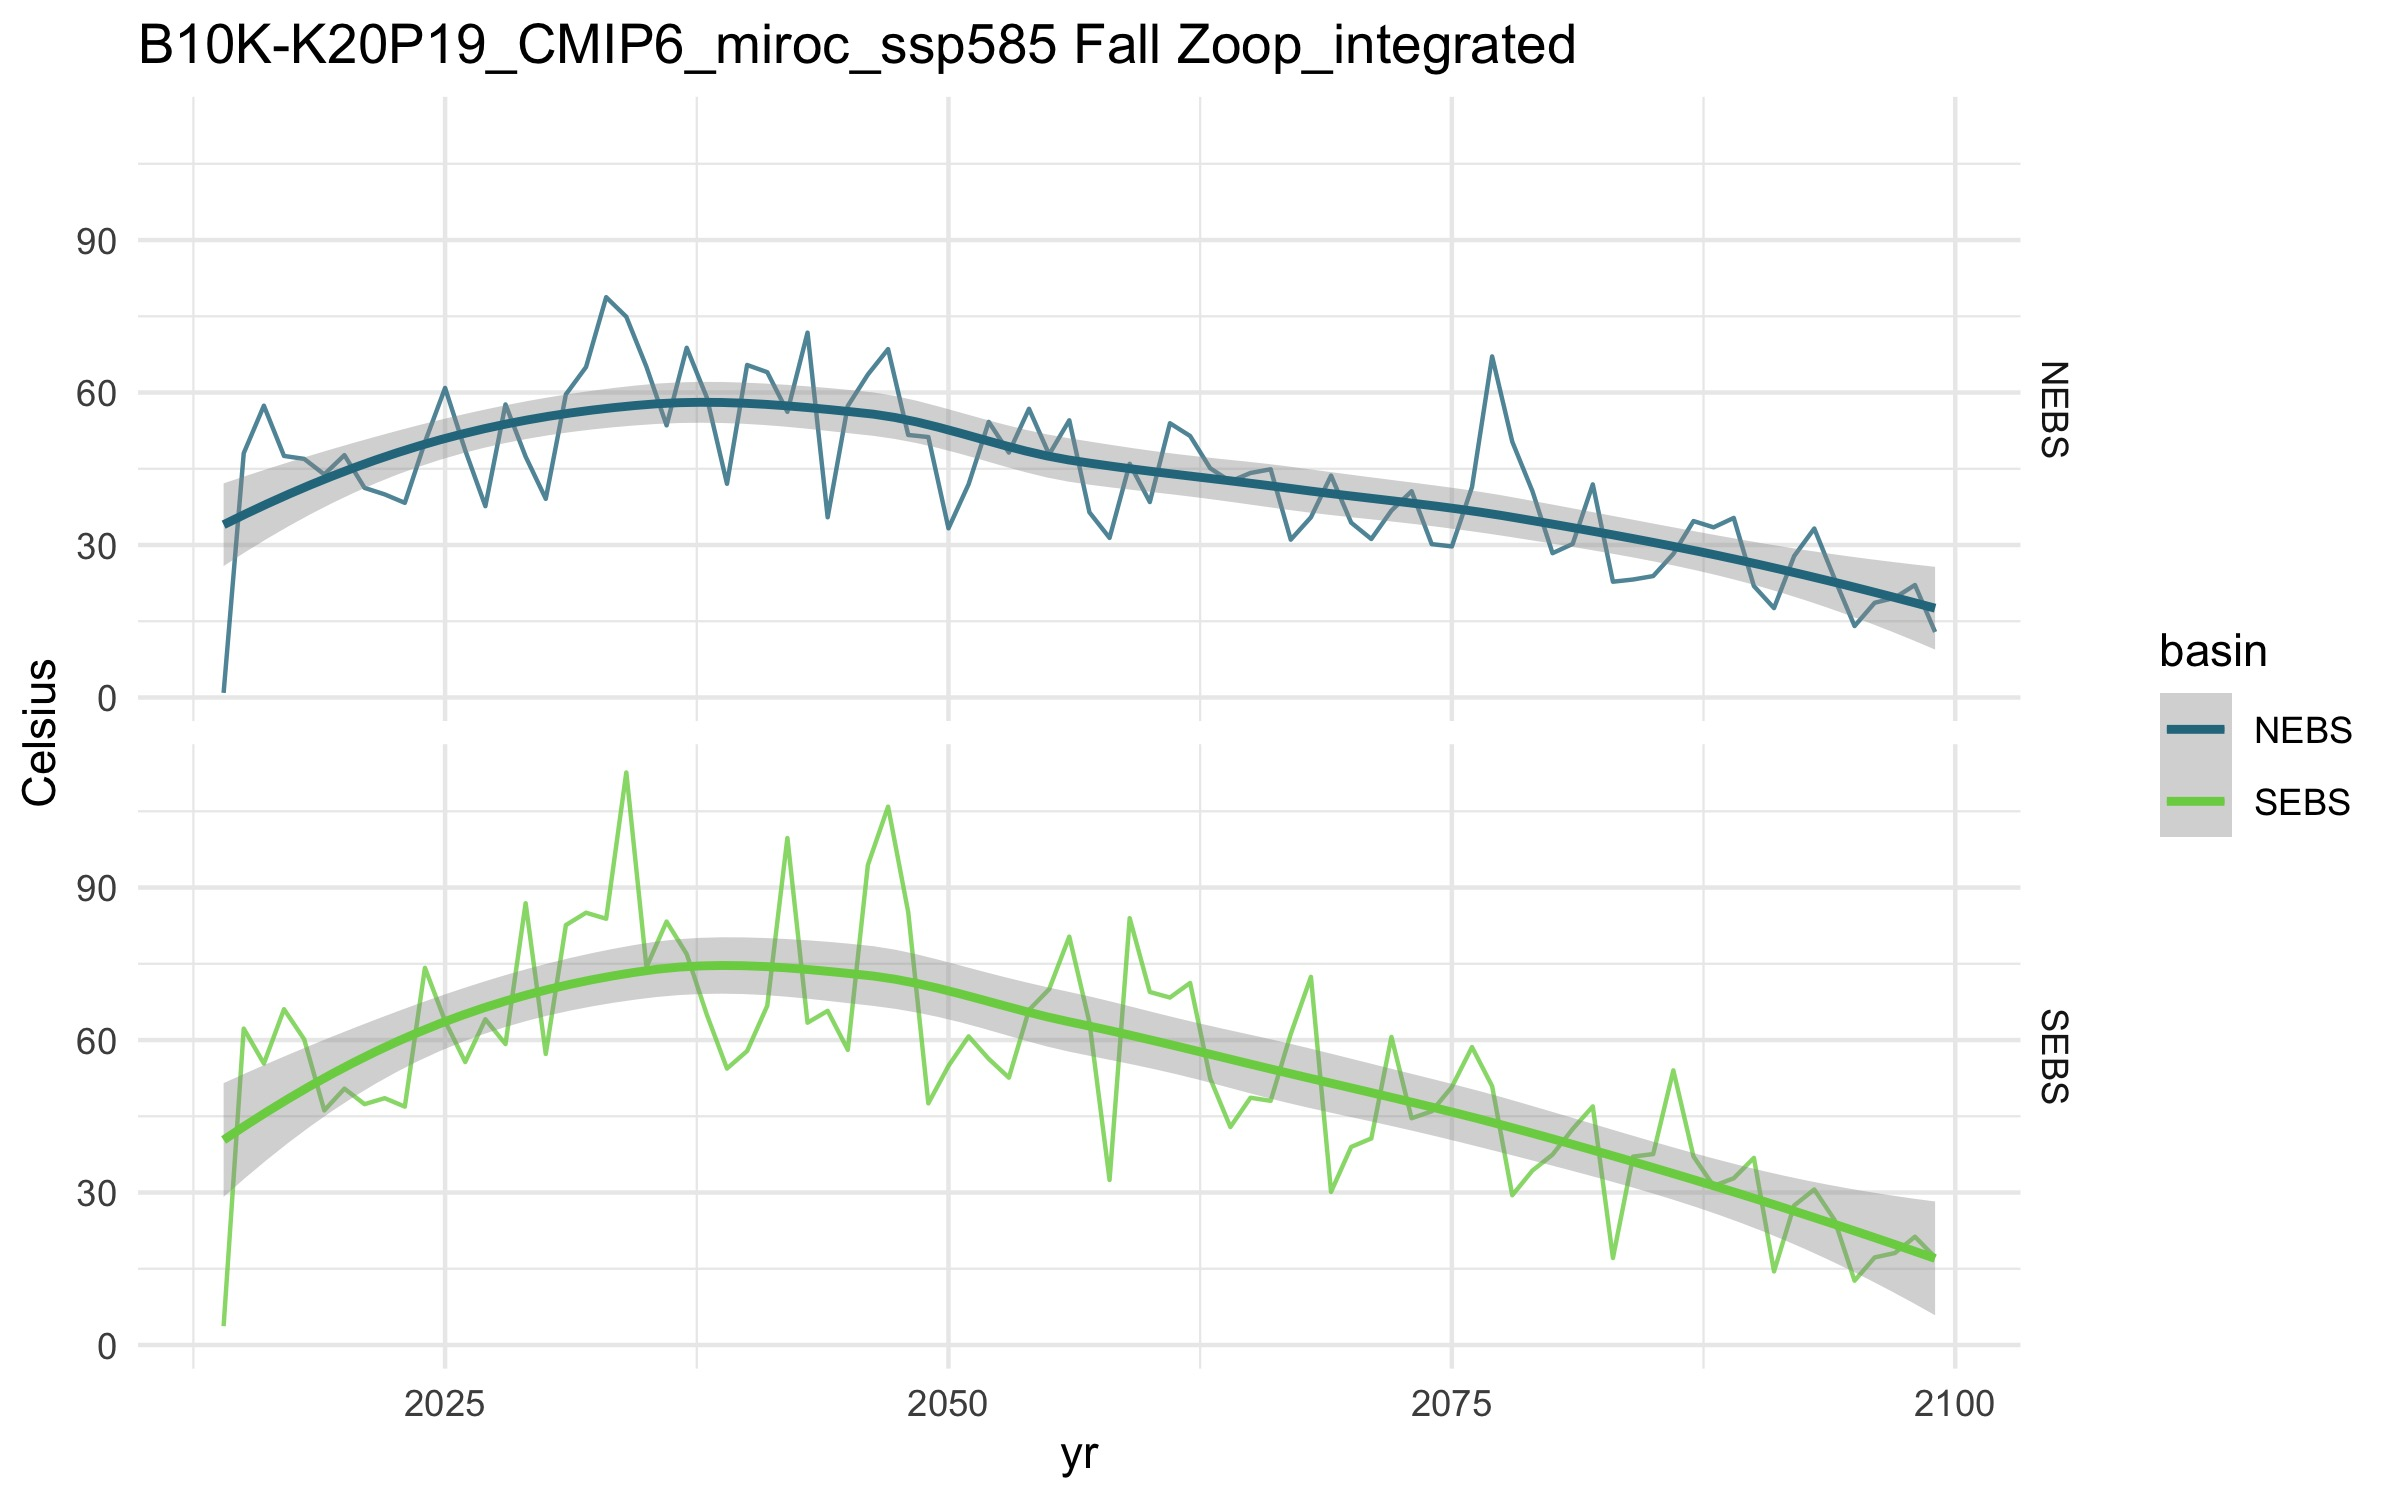 B10K-K20P19_CMIP6_miroc_ssp585 Fall Zoop_integrated
Celsius
90
60
30
0
NEBS
90
60
30
0
SEBS
2025 2050 2075 2100
yr
basin
NEBS
SEBS